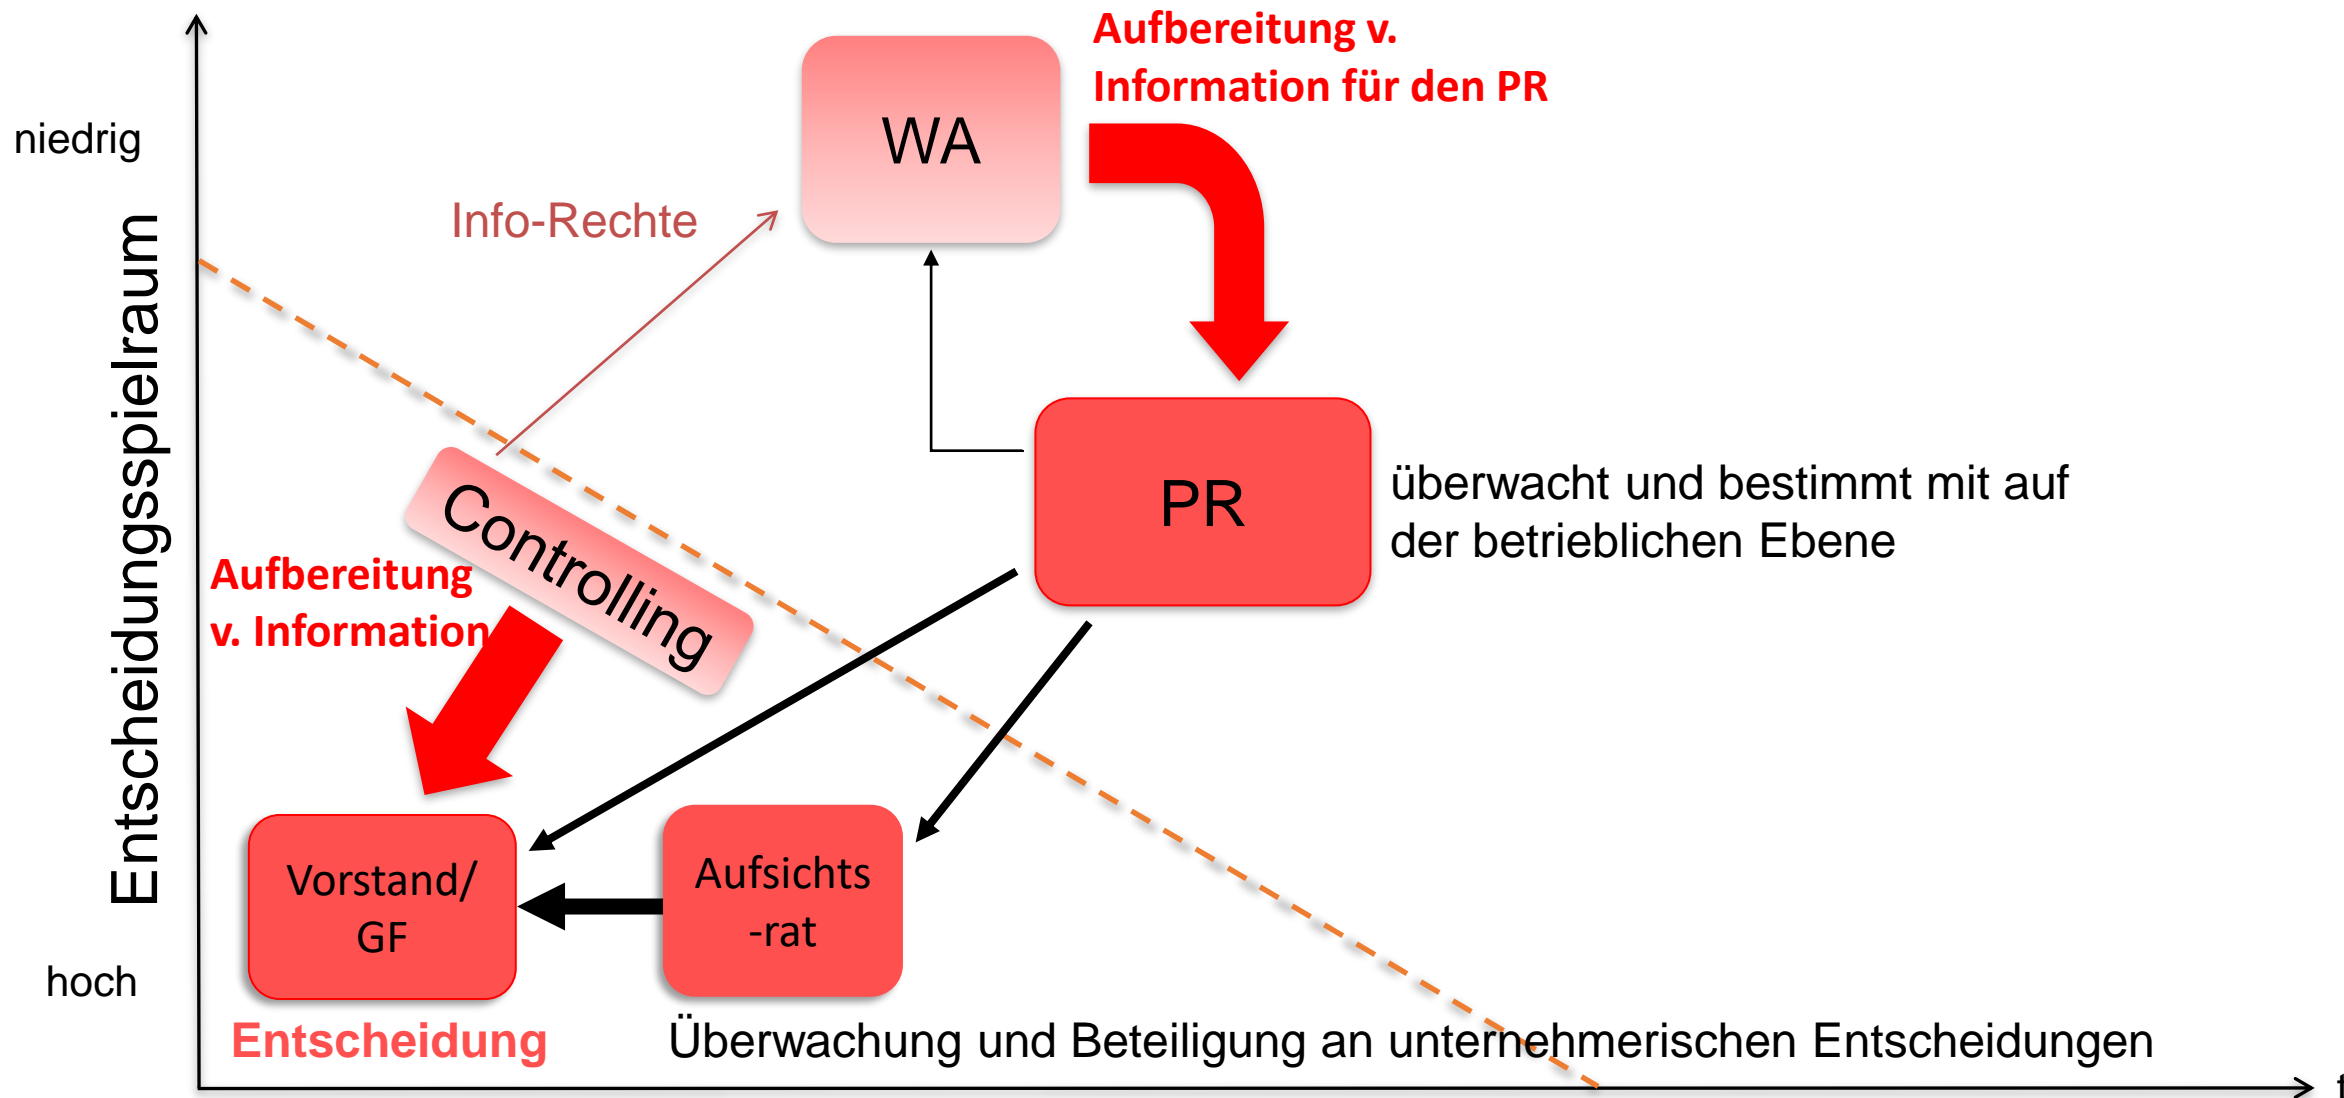 Aufbereitung v.
Information für den PR
niedrig
WA
Info-Rechte
Entscheidungsspielraum
PR
überwacht und bestimmt mit auf
der betrieblichen Ebene
Controlling
Aufbereitung
v. Information
Vorstand/
GF
Aufsichts
-rat
hoch
Entscheidung
Überwachung und Beteiligung an unternehmerischen Entscheidungen